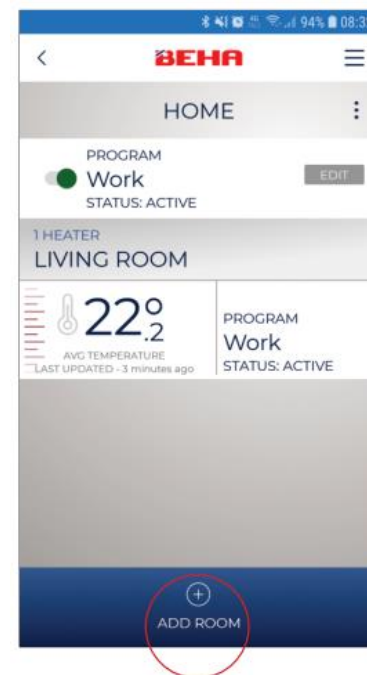 94% 08:3
BEHA
HOME
PROGRAM
Work
STATUS: ACTIVE
EDIT
1 HEATER
LIVING ROOM
22.2°
AVG TEMPERATURE
LAST UPDATED - 3 minutes ago
PROGRAM
Work
STATUS: ACTIVE
ADD ROOM